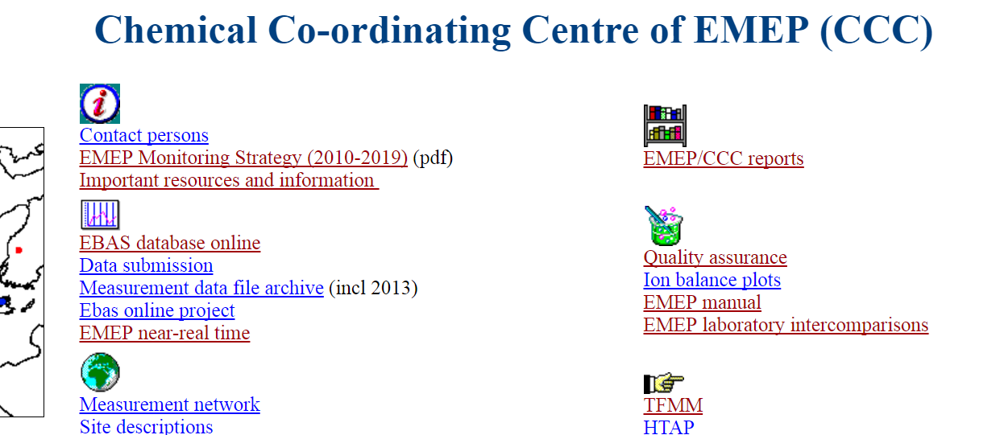 Chemical Co-ordinating Centre of EMEP (CCC)
Contact persons
EMEP Monitoring Strategy (2010-2019) (pdf)
Important resources and information
EBAS database online
Data submission
Measurement data file archive (incl 2013)
Ebas online project
EMEP near-real time
Measurement network
Site descriptions
EMEP/CCC reports
Quality assurance
Ion balance plots
EMEP manual
EMEP laboratory intercomparisons
TFMM
HTAP